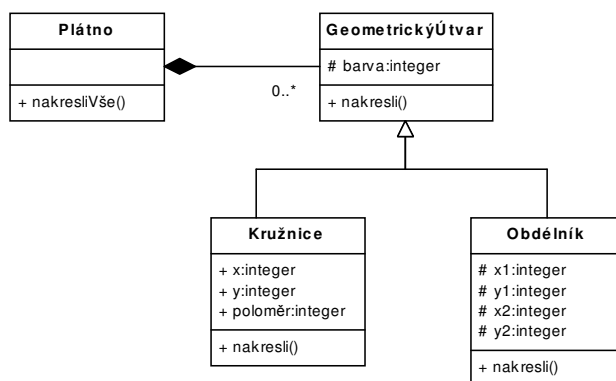 Plátno
+ nakresliVše()
0..*
GeometrickýÚtvar
# barva:integer
+ nakresli()
Kružnice
+ x:integer
+ y:integer
+ poloměr:integer
+ nakresli()
Obdélník
# x1:integer
# y1:integer
# x2:integer
# y2:integer
+ nakresli()